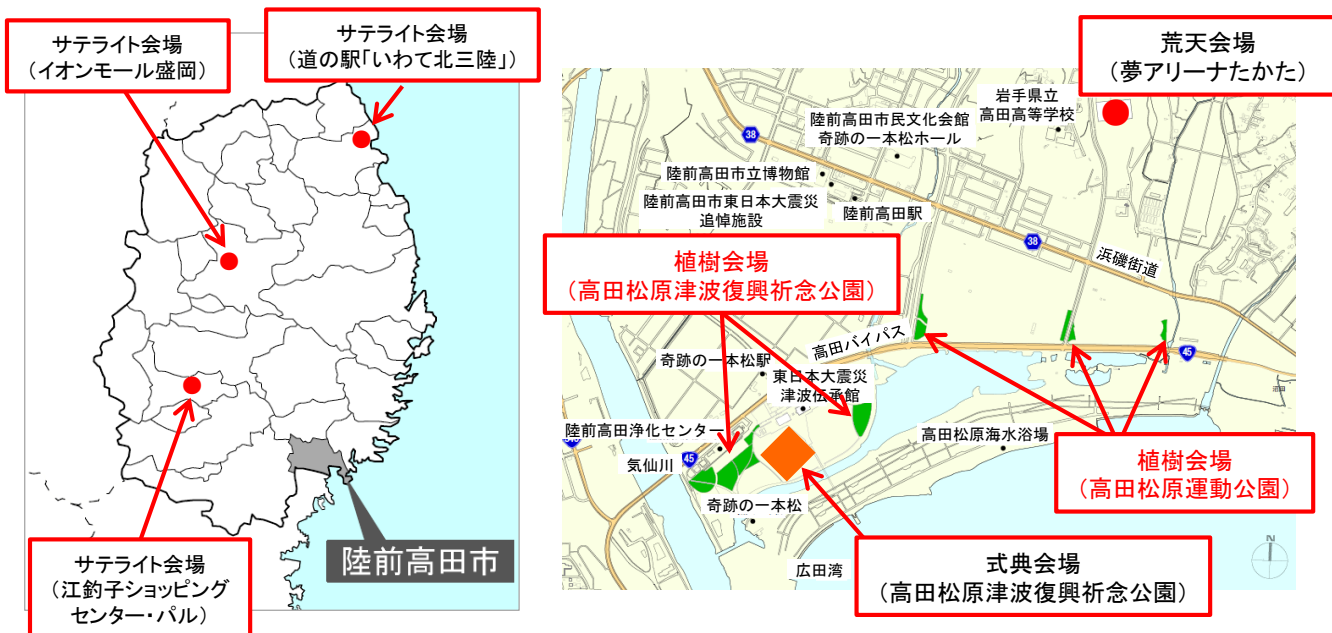 サテライト会場
(イオンモール盛岡)
サテライト会場
(道の駅「いわて北三陸」)
サテライト会場
(江釣子ショッピング
センター・パル)
陸前高田市
荒天会場
(夢アリーナたかた)
岩手県立
高田高等学校
陸前高田市民文化会館
奇跡の一本松ホール
38
陸前高田市立博物館
陸前高田市東日本大震災
追悼施設
陸前高田駅
38
浜磯街道
植樹会場
(高田松原津波復興祈念公園)
高田バイパス
45
奇跡の一本松駅
東日本大震災
津波伝承館
陸前高田浄化センター
高田松原海水浴場
45
気仙川
植樹会場
(高田松原運動公園)
奇跡の一本松
広田湾
式典会場
(高田松原津波復興祈念公園)
N